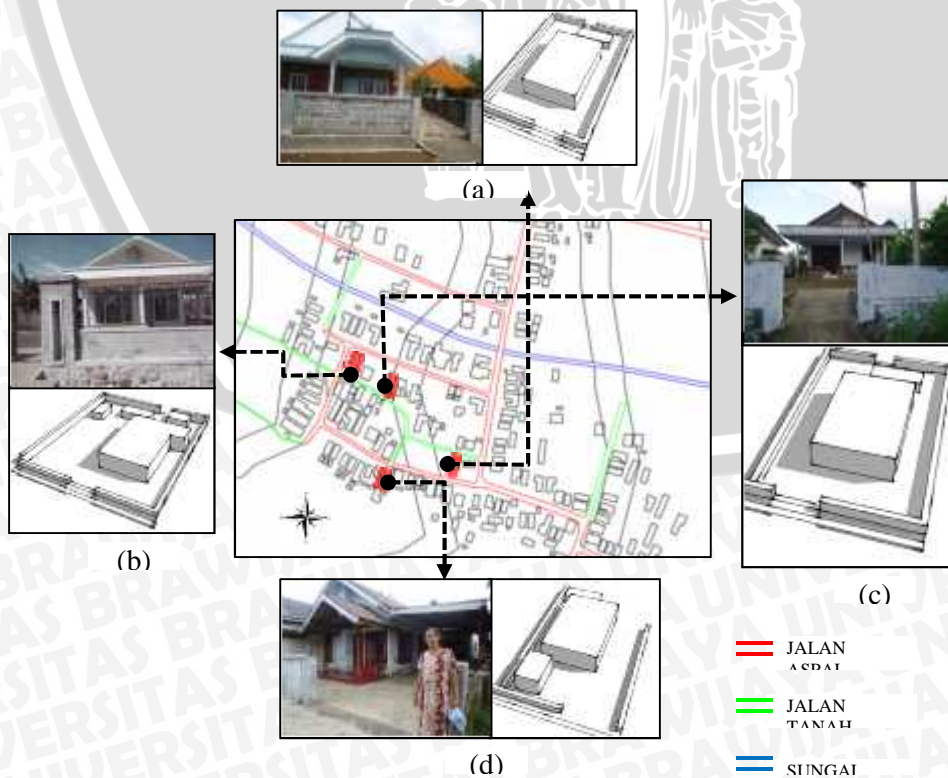 (a)
(b)
(c)
(d)
JALAN
ASPAL
JALAN
TANAH
SUNGAI